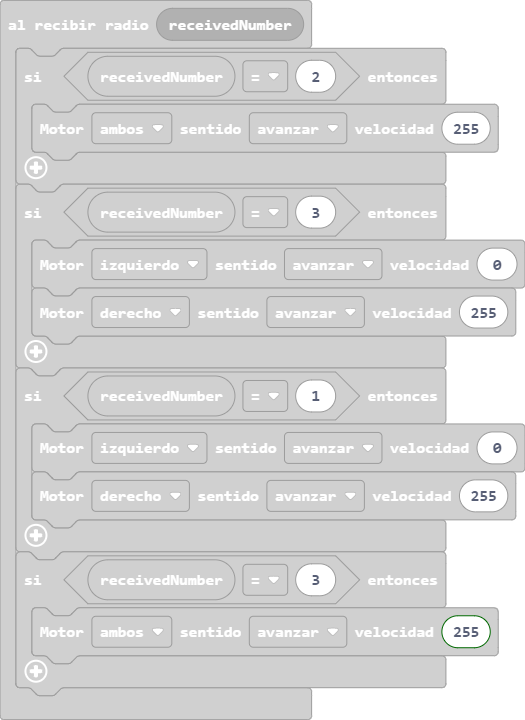 al recibir radio receivedNumber
si receivedNumber = 2 entonces
Motor ambos sentido avanzar velocidad 255
si receivedNumber = 3 entonces
Motor izquierdo sentido avanzar velocidad 0
Motor derecho sentido avanzar velocidad 255
si receivedNumber = 1 entonces
Motor izquierdo sentido avanzar velocidad 0
Motor derecho sentido avanzar velocidad 255
si receivedNumber = 3 entonces
Motor ambos sentido avanzar velocidad 255